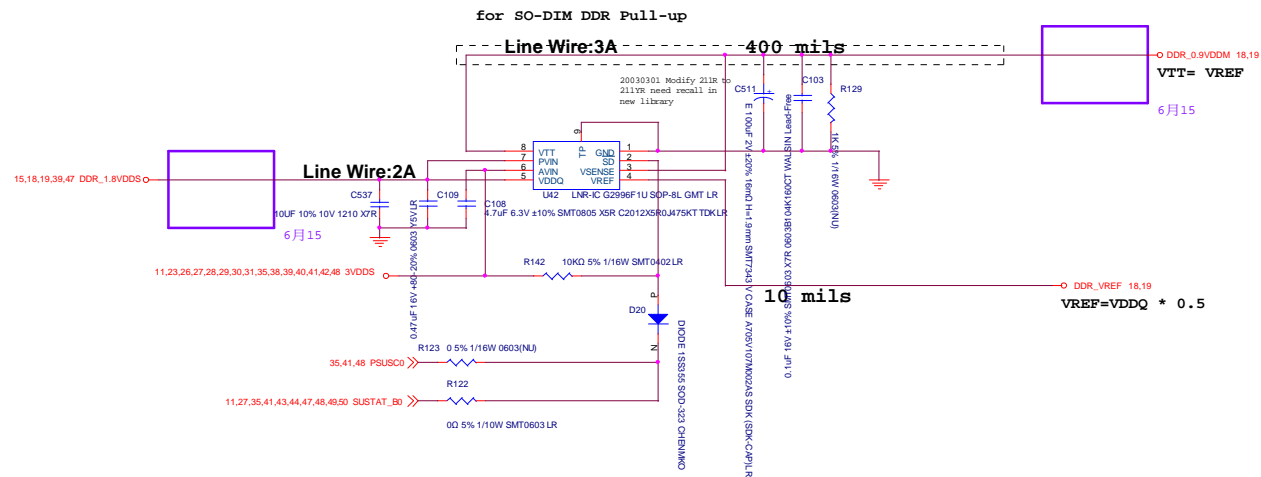 for SO-DIM DDR Pull-up
Line Wire:3A
400 mils
DDR_0.9VDDM 18,19
VTT= VREF
6月15
20030301 Modify 211R to
211YR need recall in
new library
C511
C103
R129
+
E 100uF 2V ±20% 16mΩ H=1.9mm SMT7343 V CASE A705V107M002AS SDK (SDK-CAP)LR
0.1uF 16V ±10% SMT0603 X7R 0603B104K160CT WALSIN Lead-Free
1K 5% 1/16W 0603(NU)
9
8 VTT
7 PVIN
6 AVIN
5 VDDQ
TP
GND 1
SD 2
VSENSE 3
VREF 4
U42 LNR-IC G2996F1U SOP-8L GMT LR
Line Wire:2A
15,18,19,39,47 DDR_1.8VDDS
6月15
C537
10UF 10% 10V 1210 X7R
C109
0.47uF 16V +80-20% 0603 Y5V LR
C108
4.7uF 6.3V ±10% SMT0805 X5R C2012X5R0J475KT TDK LR
11,23,26,27,28,29,30,31,35,38,39,40,41,42,48 3VDDS
R142 10KΩ 5% 1/16W SMT0402 LR
10 mils
DDR_VREF 18,19
VREF=VDDQ * 0.5
P
D20
N
DIODE 1SS355 SOD-323 CHENMKO
R123 0 5% 1/16W 0603(NU)
35,41,48 PSUSC0
R122
11,27,35,41,43,44,47,48,49,50 SUSTAT_B0
0Ω 5% 1/10W SMT0603 LR